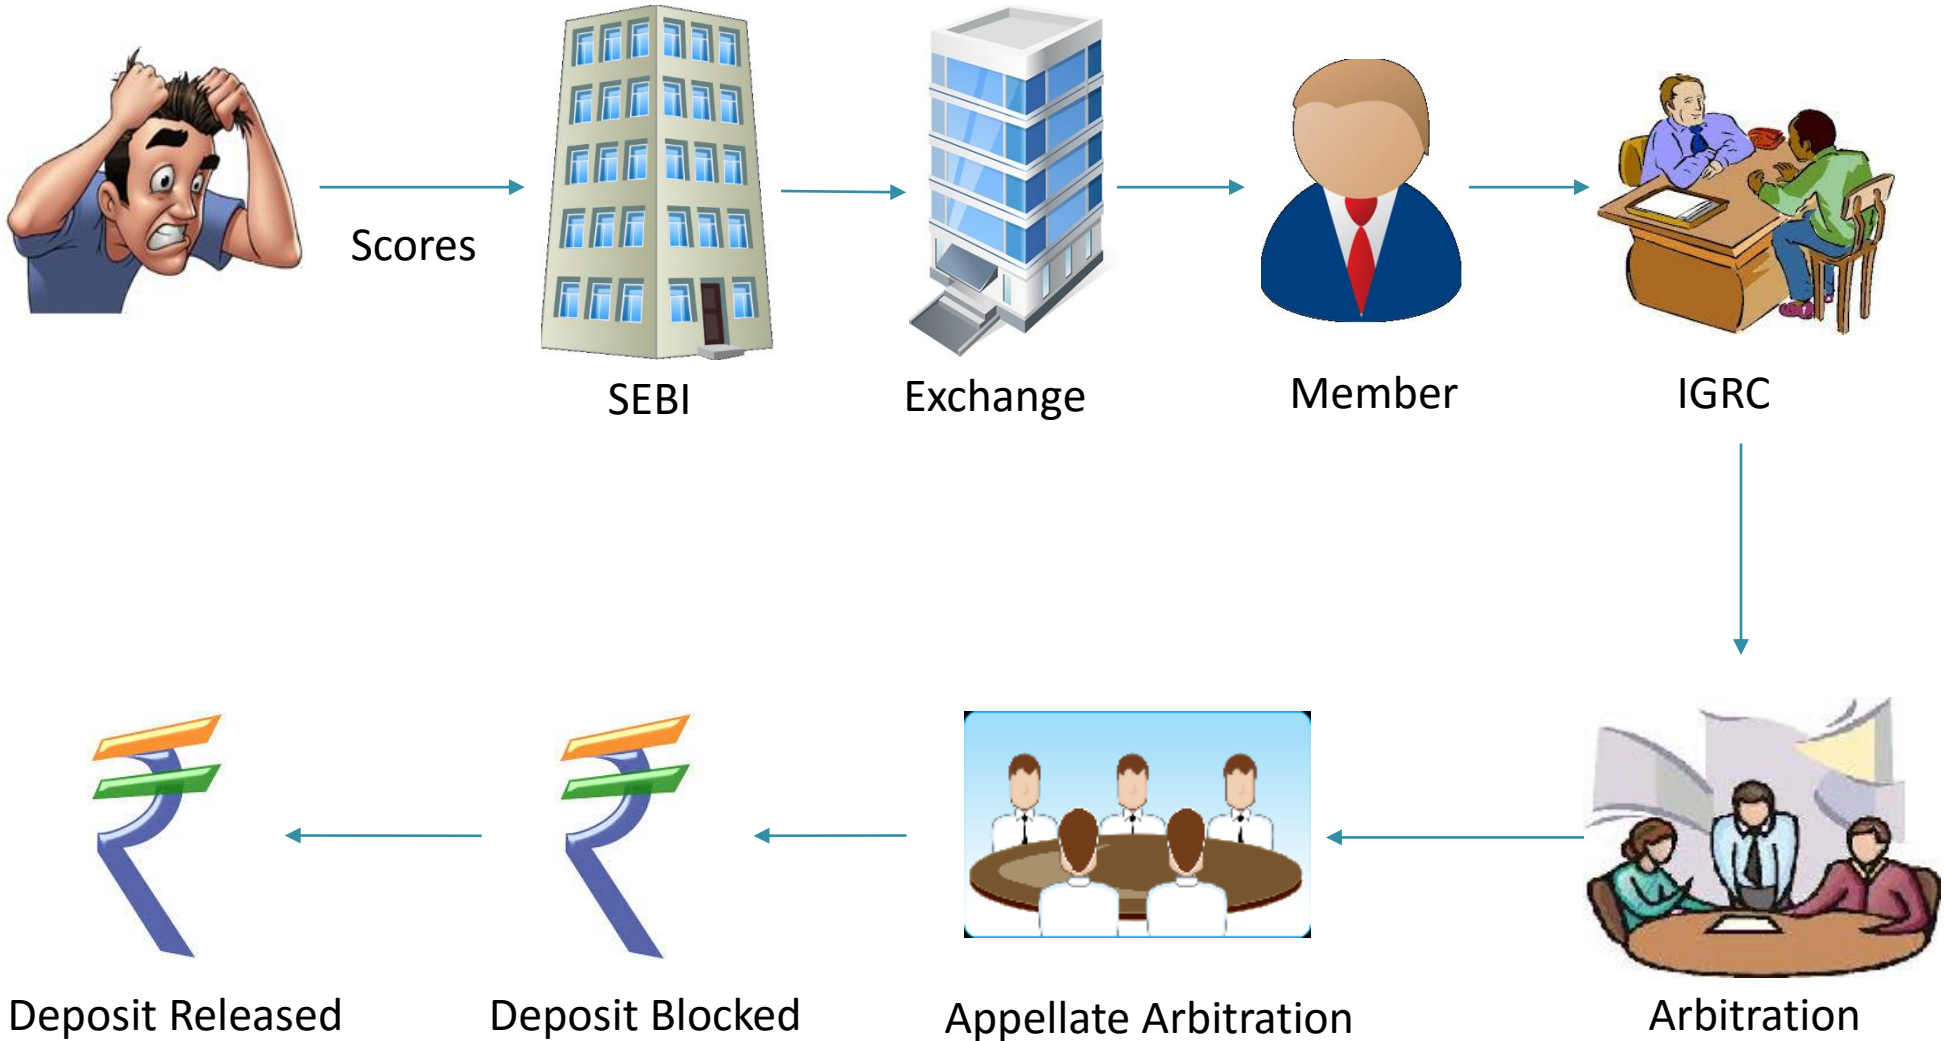 Scores
SEBI
Exchange
Member
IGRC
Deposit Released
Deposit Blocked
Appellate Arbitration
Arbitration